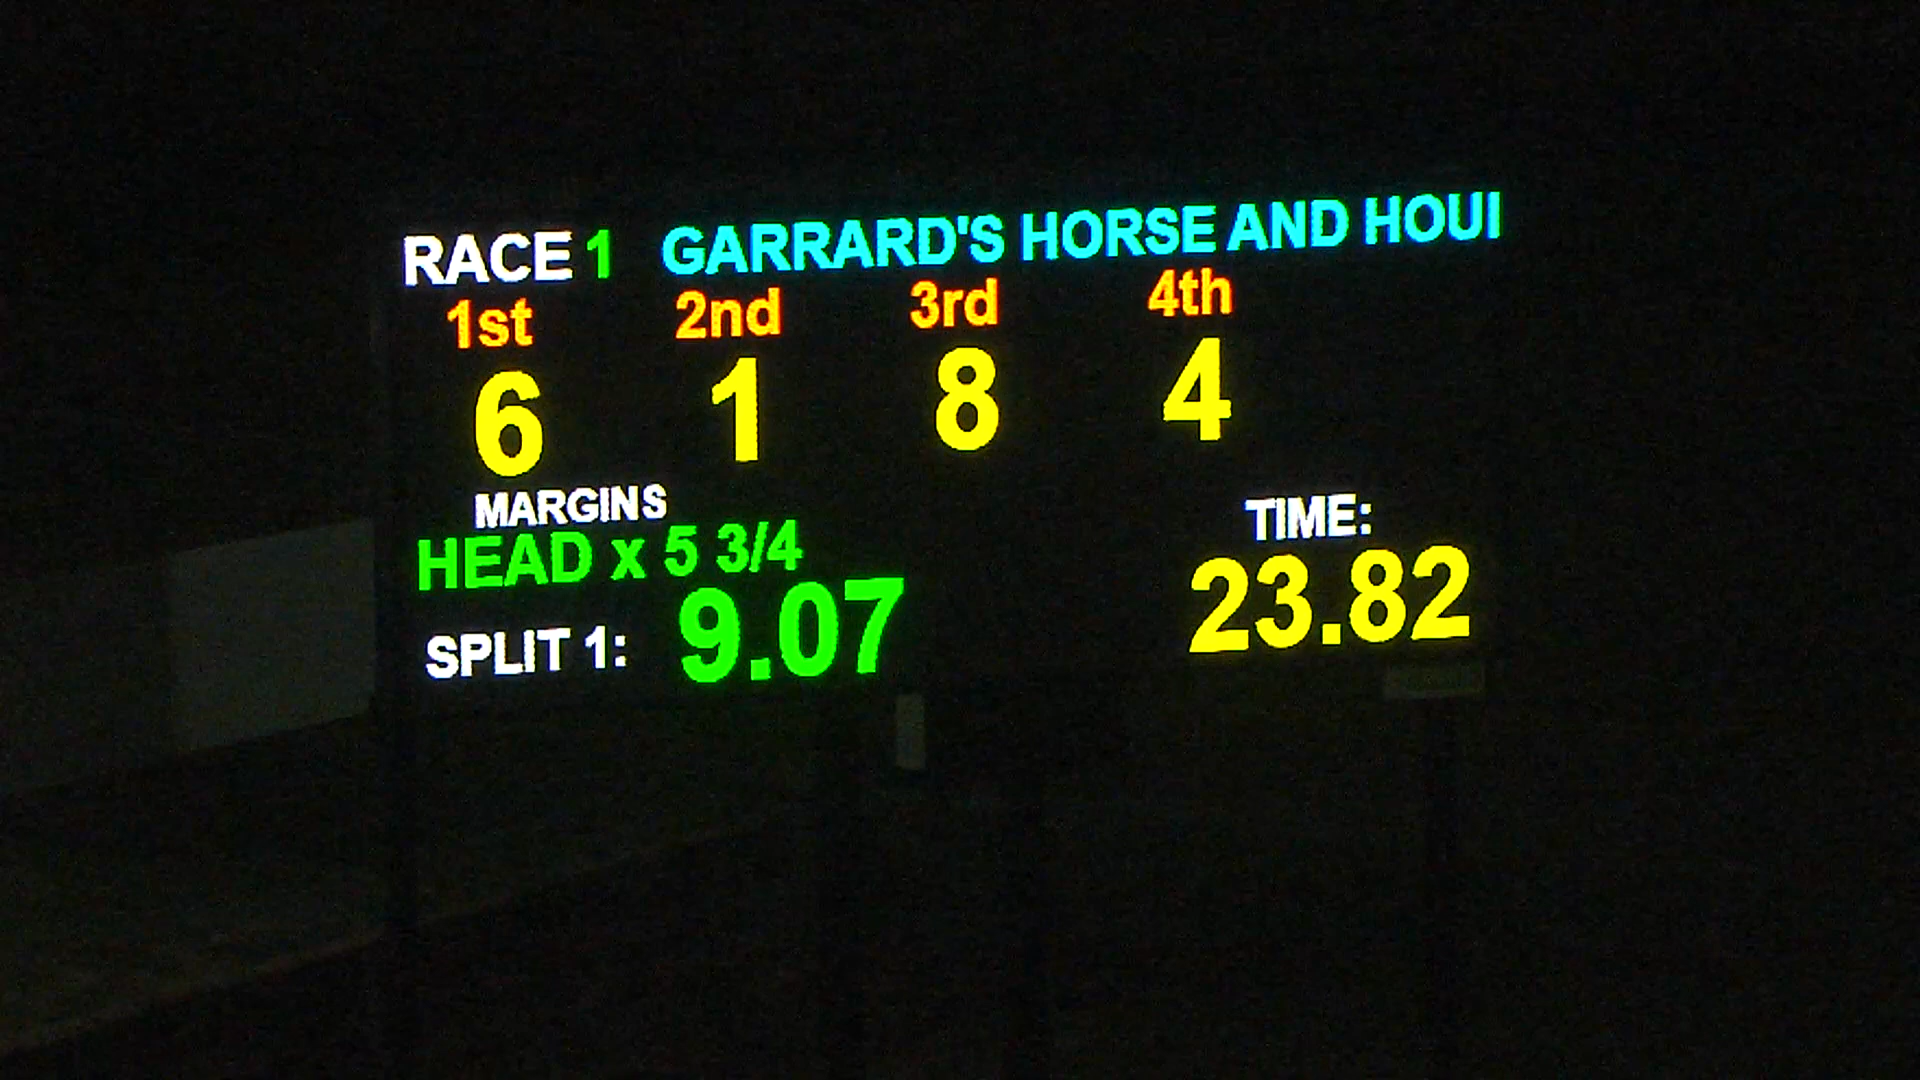 RACE 1 GARRARD'S HORSE AND HOUI
1st 2nd 3rd 4th
6 1 8 4
MARGINS
HEAD x 5 3/4
SPLIT 1: 9.07
TIME:
23.82